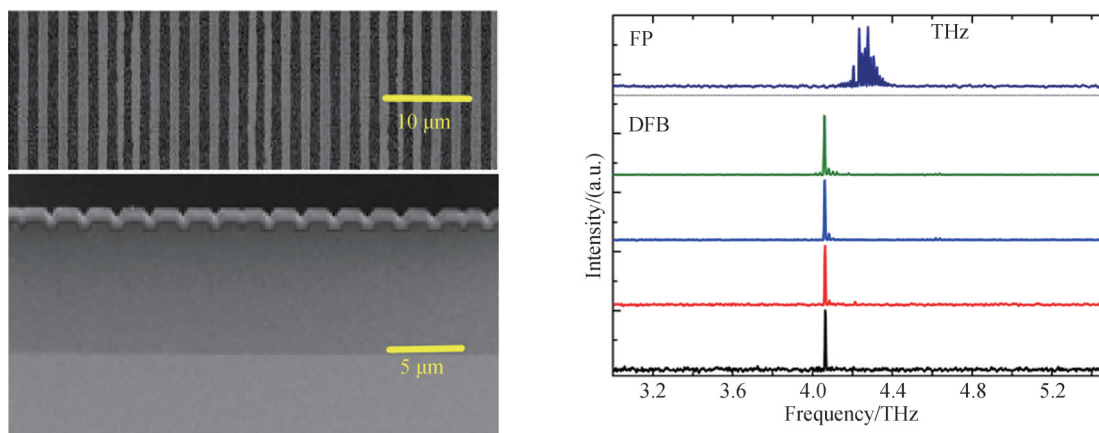 10 μm
5 μm
FP
THz
DFB
Intensity/(a.u.)
3.2 3.6 4.0 4.4 4.8 5.2
Frequency/THz